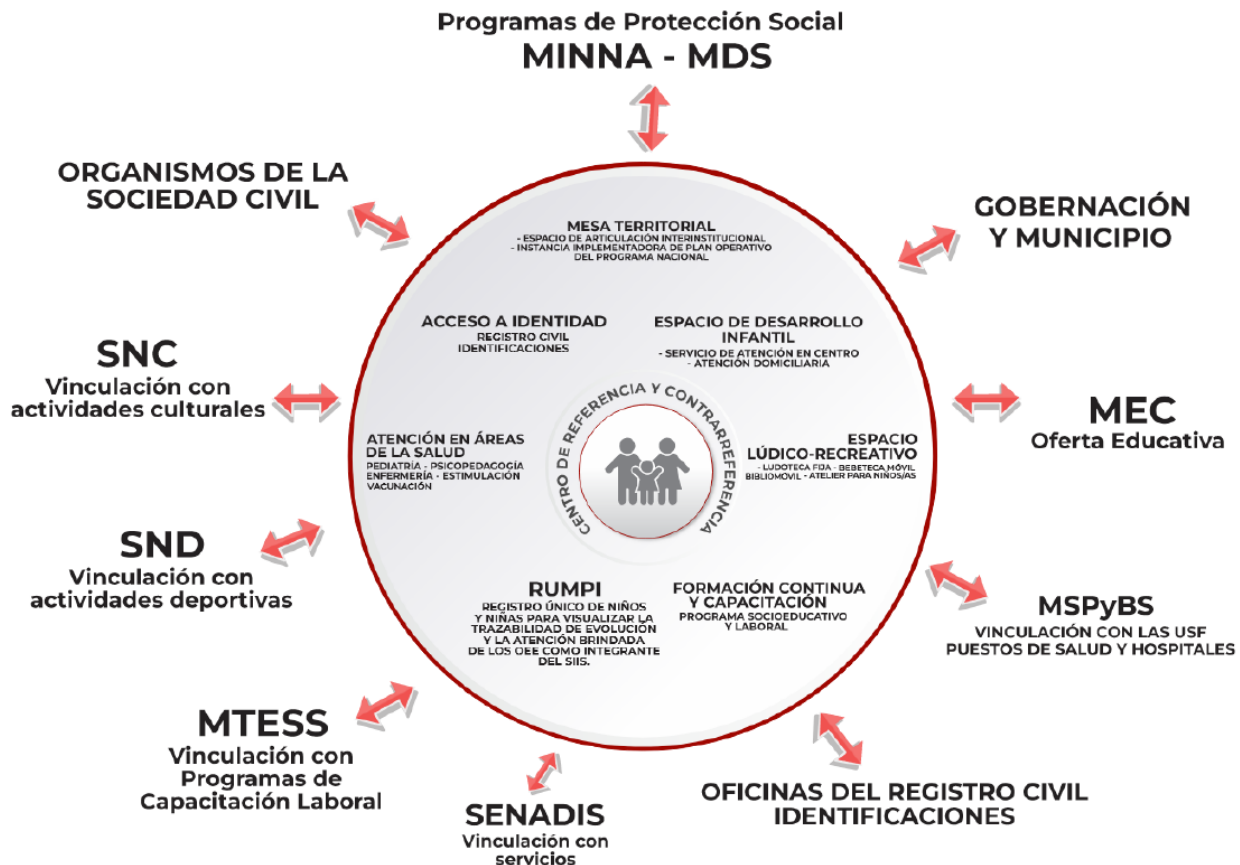 Programas de Protección Social
MINNA - MDS
ORGANISMOS DE LA
SOCIEDAD CIVIL
GOBERNACIÓN
Y MUNICIPIO
MESA TERRITORIAL
- ESPACIO DE ARTICULACIÓN INTERINSTITUCIONAL
- INSTANCIA IMPLEMENTADORA DE PLAN OPERATIVO
DEL PROGRAMA NACIONAL
ACCESO A IDENTIDAD
REGISTRO CIVIL
IDENTIFICACIONES
ESPACIO DE DESARROLLO
INFANTIL
- SERVICIO DE ATENCIÓN EN CENTRO
- ATENCIÓN DOMICILIARIA
SNC
Vinculación con
actividades culturales
MEC
Oferta Educativa
CENTRO DE REFERENCIA Y CONTRARREFERENCIA
ATENCIÓN EN ÁREAS
DE LA SALUD
PEDIATRÍA - PSICOPEDAGOGÍA
ENFERMERÍA - ESTIMULACIÓN
VACUNACIÓN
ESPACIO
LÚDICO-RECREATIVO
- LUDOTECA FIJA - BEBETECA MÓVIL
BIBLIOMÓVIL - ATELIER PARA NIÑOS/AS
SND
Vinculación con
actividades deportivas
RUMPI
REGISTRO ÚNICO DE NIÑOS
Y NIÑAS PARA VISUALIZAR LA
TRAZABILIDAD DE EVOLUCIÓN
Y LA ATENCIÓN BRINDADA
DE LOS OEE COMO INTEGRANTE
DEL SIIS.
FORMACIÓN CONTINUA
Y CAPACITACIÓN
PROGRAMA SOCIOEDUCATIVO
Y LABORAL
MSPyBS
VINCULACIÓN CON LAS USF
PUESTOS DE SALUD Y HOSPITALES
MTESS
Vinculación con
Programas de
Capacitación Laboral
SENADIS
Vinculación con
servicios
OFICINAS DEL REGISTRO CIVIL
IDENTIFICACIONES